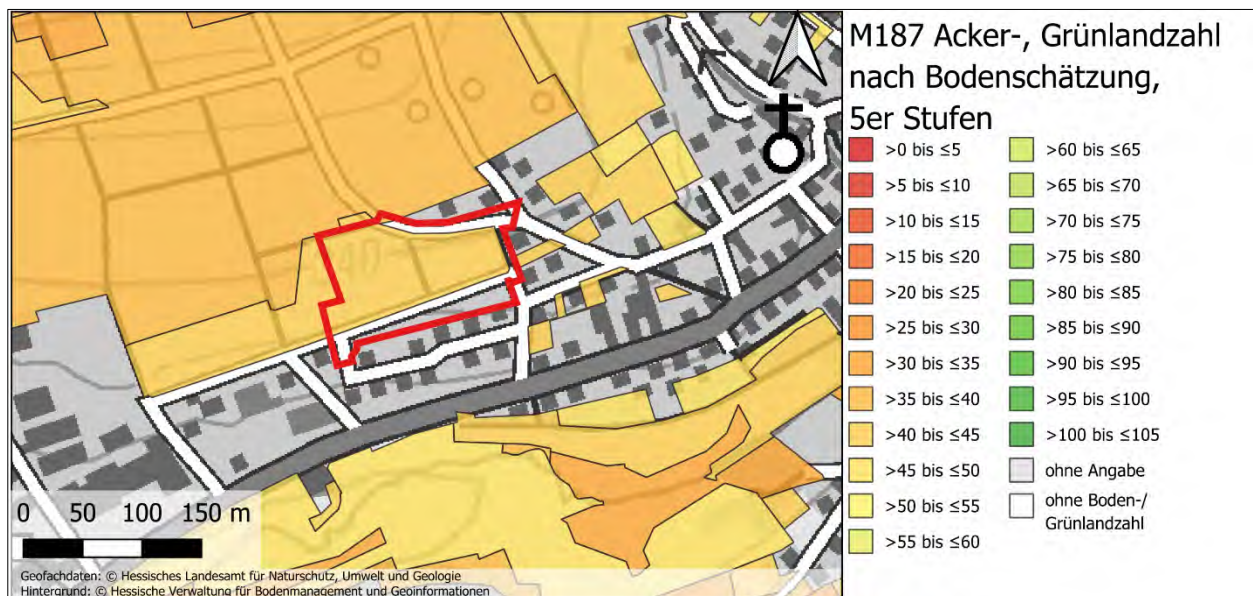 M187 Acker-, Grünlandzahl
nach Bodenschätzung,
5er Stufen
>0 bis ≤5
>5 bis ≤10
>10 bis ≤15
>15 bis ≤20
>20 bis ≤25
>25 bis ≤30
>30 bis ≤35
>35 bis ≤40
>40 bis ≤45
>45 bis ≤50
>50 bis ≤55
>55 bis ≤60
>60 bis ≤65
>65 bis ≤70
>70 bis ≤75
>75 bis ≤80
>80 bis ≤85
>85 bis ≤90
>90 bis ≤95
>95 bis ≤100
>100 bis ≤105
ohne Angabe
ohne Boden-/
Grünlandzahl
0 50 100 150 m
Geofachdaten: © Hessisches Landesamt für Naturschutz, Umwelt und Geologie
Hintergrund: © Hessische Verwaltung für Bodenmanagement und Geoinformationen